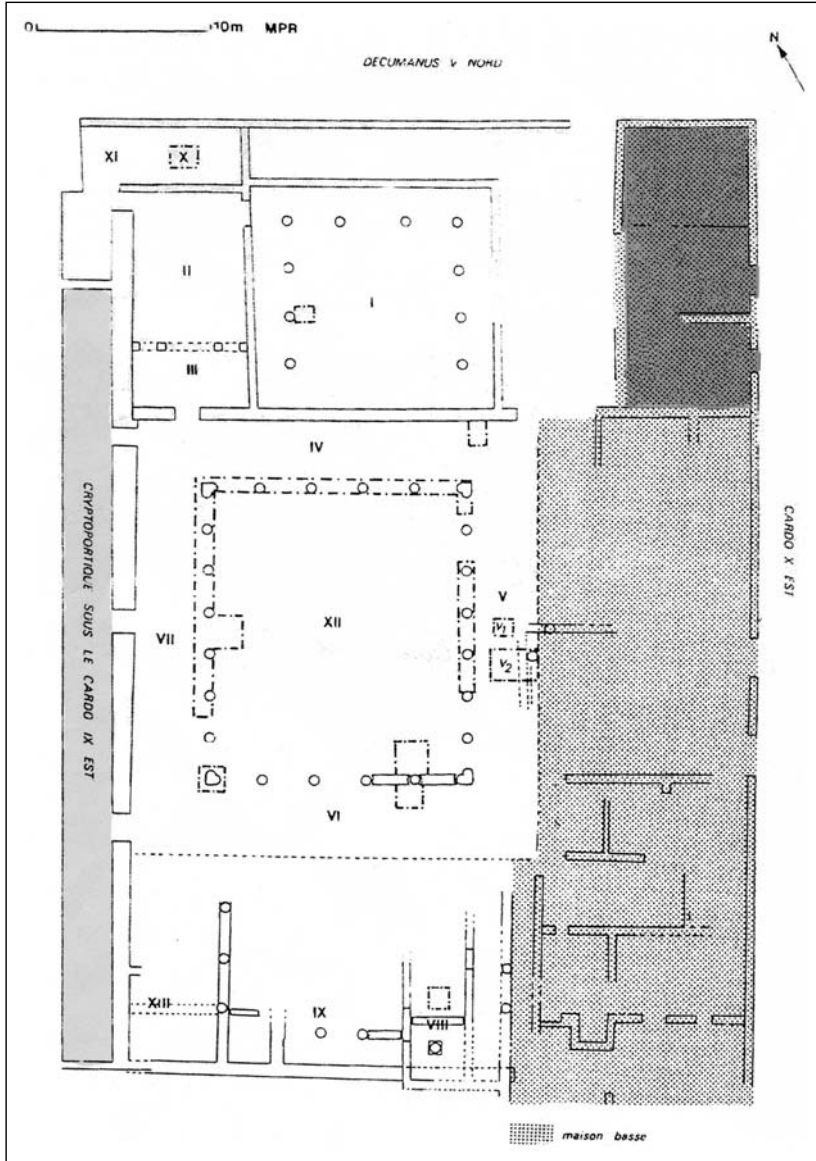 0 10m MPR
N
DECUMANUS V NORD
XI
X
II
I
III
IV
CRYPTOPORTIQUE SOUS LE CARDO IX EST
CARDO X EST
V
V1
XII
VII
V2
VI
XIII
IX
VIII
maison basse